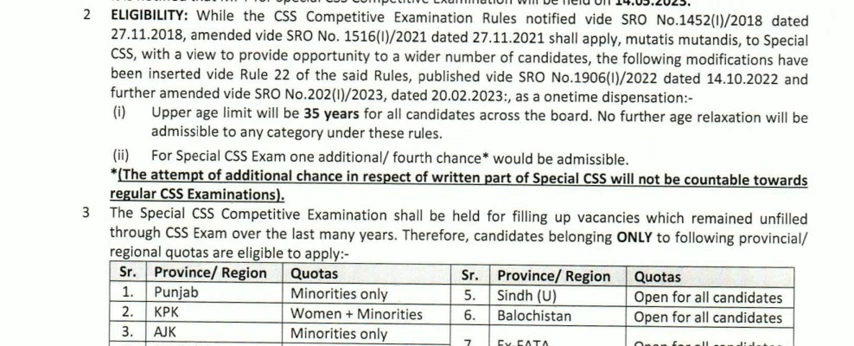 14.05.2023.
2 ELIGIBILITY: While the CSS Competitive Examination Rules notified vide SRO No.1452(I)/2018 dated
27.11.2018, amended vide SRO No. 1516(I)/2021 dated 27.11.2021 shall apply, mutatis mutandis, to Special
CSS, with a view to provide opportunity to a wider number of candidates, the following modifications have
been inserted vide Rule 22 of the said Rules, published vide SRO No.1906(I)/2022 dated 14.10.2022 and
further amended vide SRO No.202(I)/2023, dated 20.02.2023:, as a onetime dispensation:-
(i) Upper age limit will be 35 years for all candidates across the board. No further age relaxation will be
admissible to any category under these rules.
(ii) For Special CSS Exam one additional/ fourth chance* would be admissible.
*(The attempt of additional chance in respect of written part of Special CSS will not be countable towards
regular CSS Examinations).
3 The Special CSS Competitive Examination shall be held for filling up vacancies which remained unfilled
through CSS Exam over the last many years. Therefore, candidates belonging ONLY to following provincial/
regional quotas are eligible to apply:-
Sr. Province/ Region Quotas Sr. Province/ Region Quotas
1. Punjab Minorities only 5. Sindh (U) Open for all candidates
2. KPK Women + Minorities 6. Balochistan Open for all candidates
3. AJK Minorities only
7 Ex-FATA Open for all candidates